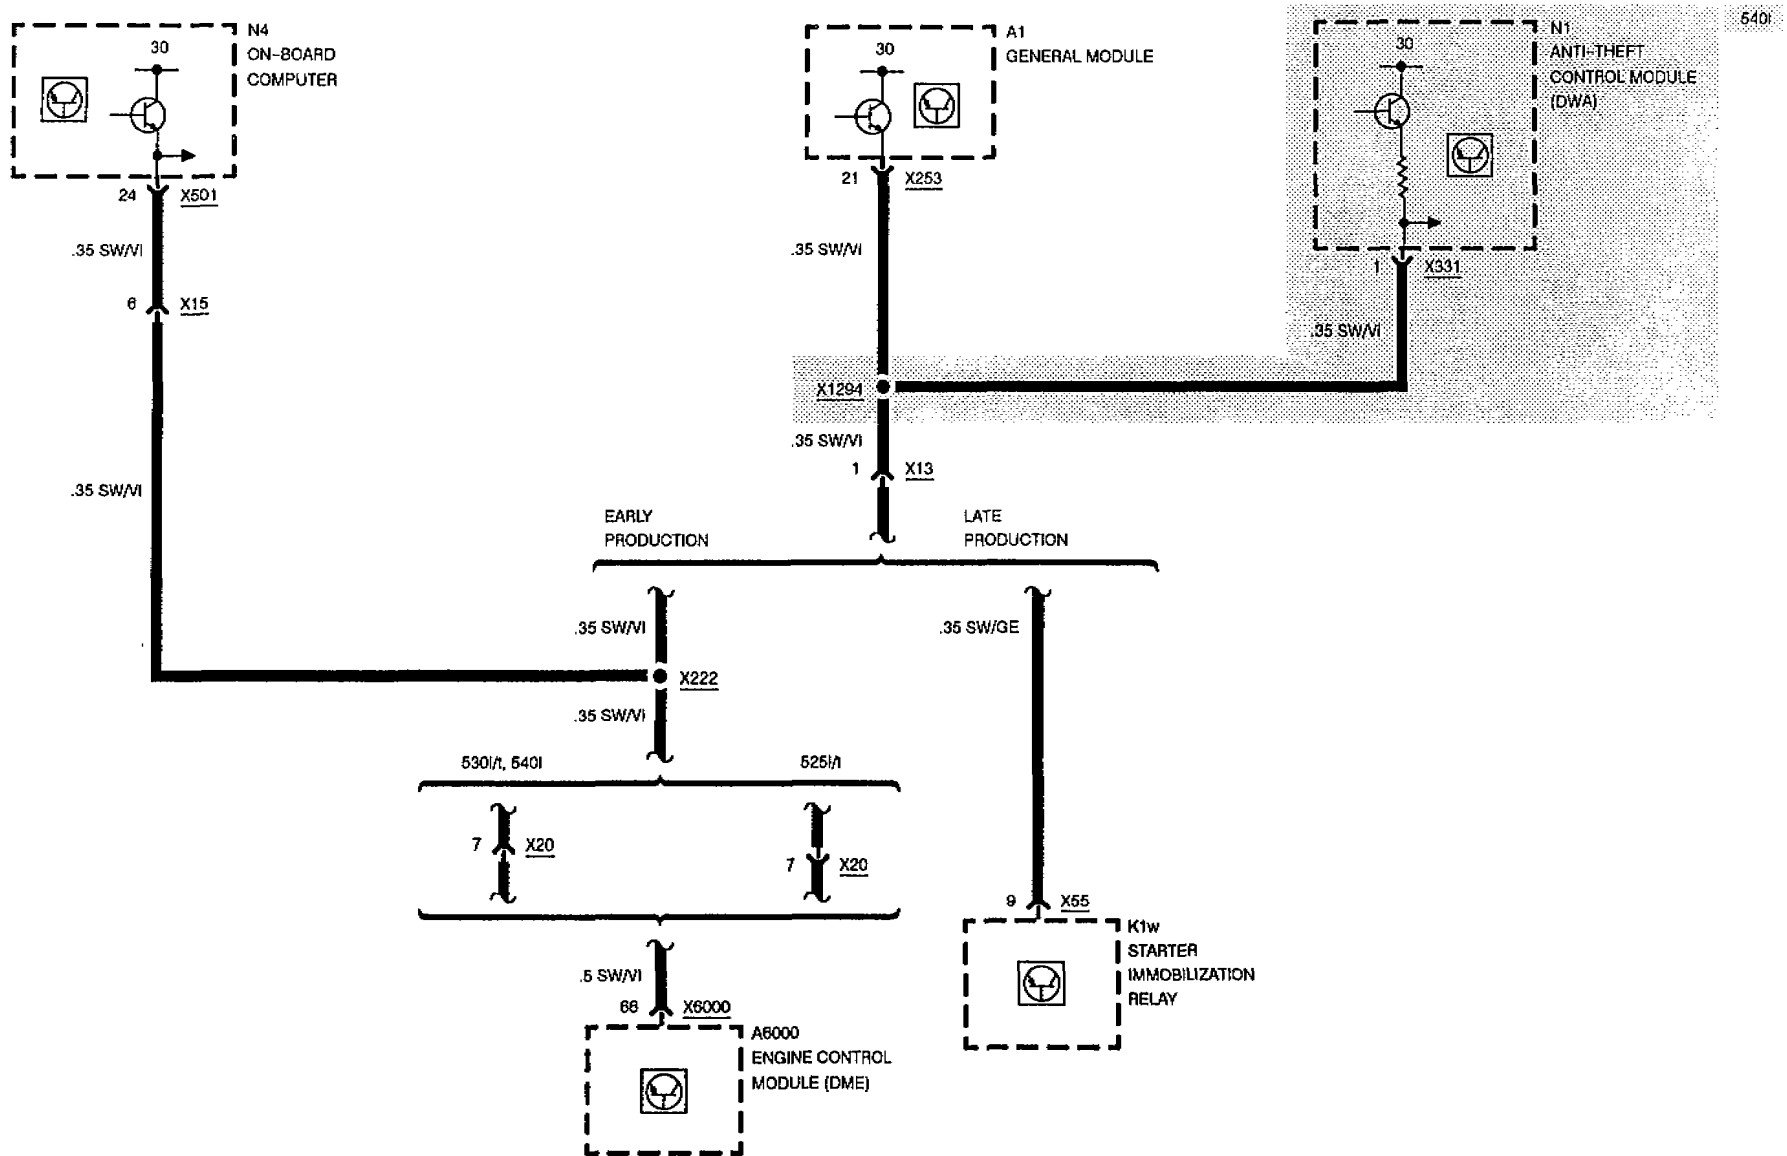 540I
N4
ON-BOARD
COMPUTER
30
24 X501
.35 SW/VI
6 X15
.35 SW/VI
A1
GENERAL MODULE
30
21 X253
.35 SW/VI
N1
ANTI-THEFT
CONTROL MODULE
(DWA)
30
1 X331
.35 SW/VI
X1294
.35 SW/VI
1 X13
EARLY
PRODUCTION
LATE
PRODUCTION
.35 SW/VI
X222
.35 SW/VI
.35 SW/GE
530I/t, 540I
525I/t
7 X20
7 X20
.5 SW/VI
66 X6000
A6000
ENGINE CONTROL
MODULE (DME)
9 X55
K1w
STARTER
IMMOBILIZATION
RELAY